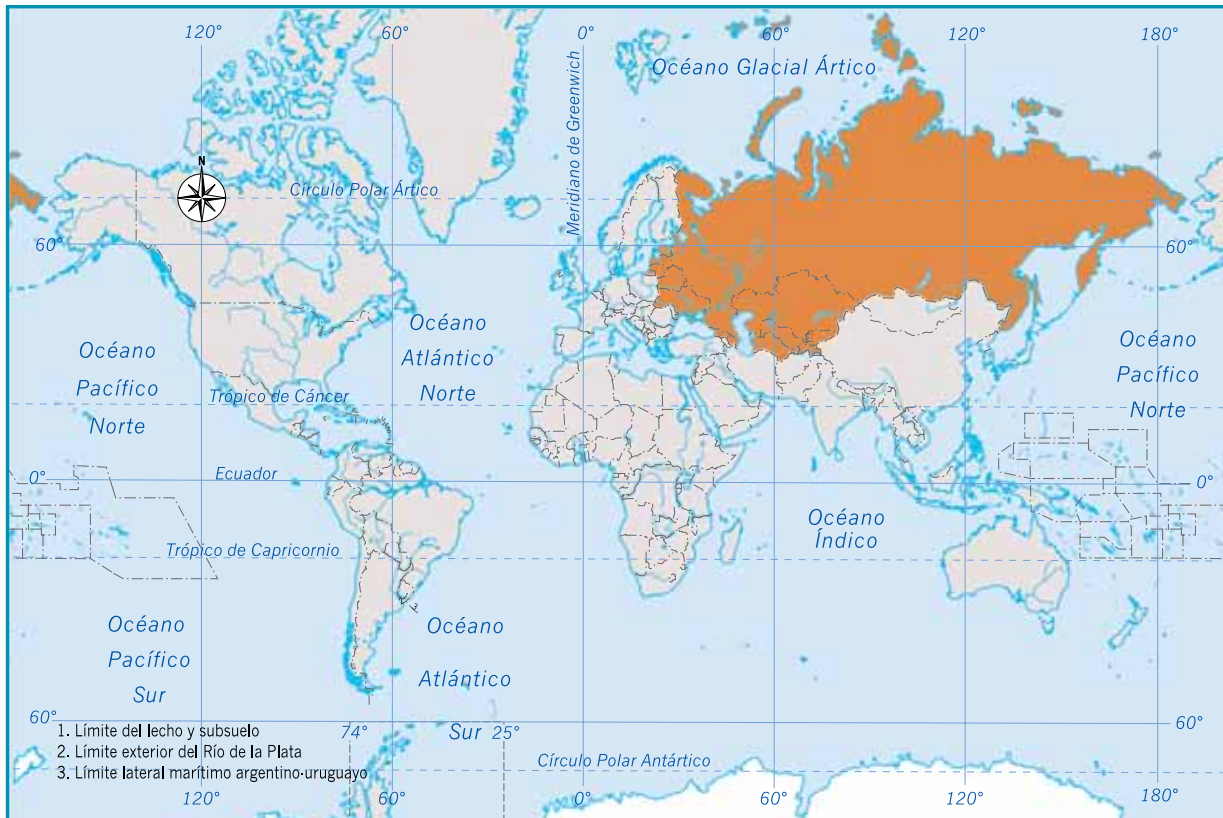 120°
60°
0°
60°
120°
180°
Meridiano de Greenwich
Océano Glacial Ártico
N
Círculo Polar Ártico
60°
60°
Océano
Pacífico
Norte
Océano
Atlántico
Norte
Océano
Pacífico
Norte
Trópico de Cáncer
Ecuador
0°
0°
Océano
Índico
Trópico de Capricornio
3
Océano
Pacífico
Sur
Océano
Atlántico
Sur
60°
60°
74°
25°
1. Límite del lecho y subsuelo
2. Límite exterior del Río de la Plata
3. Límite lateral marítimo argentino-uruguayo
Círculo Polar Antártico
120°
60°
0°
60°
120°
180°